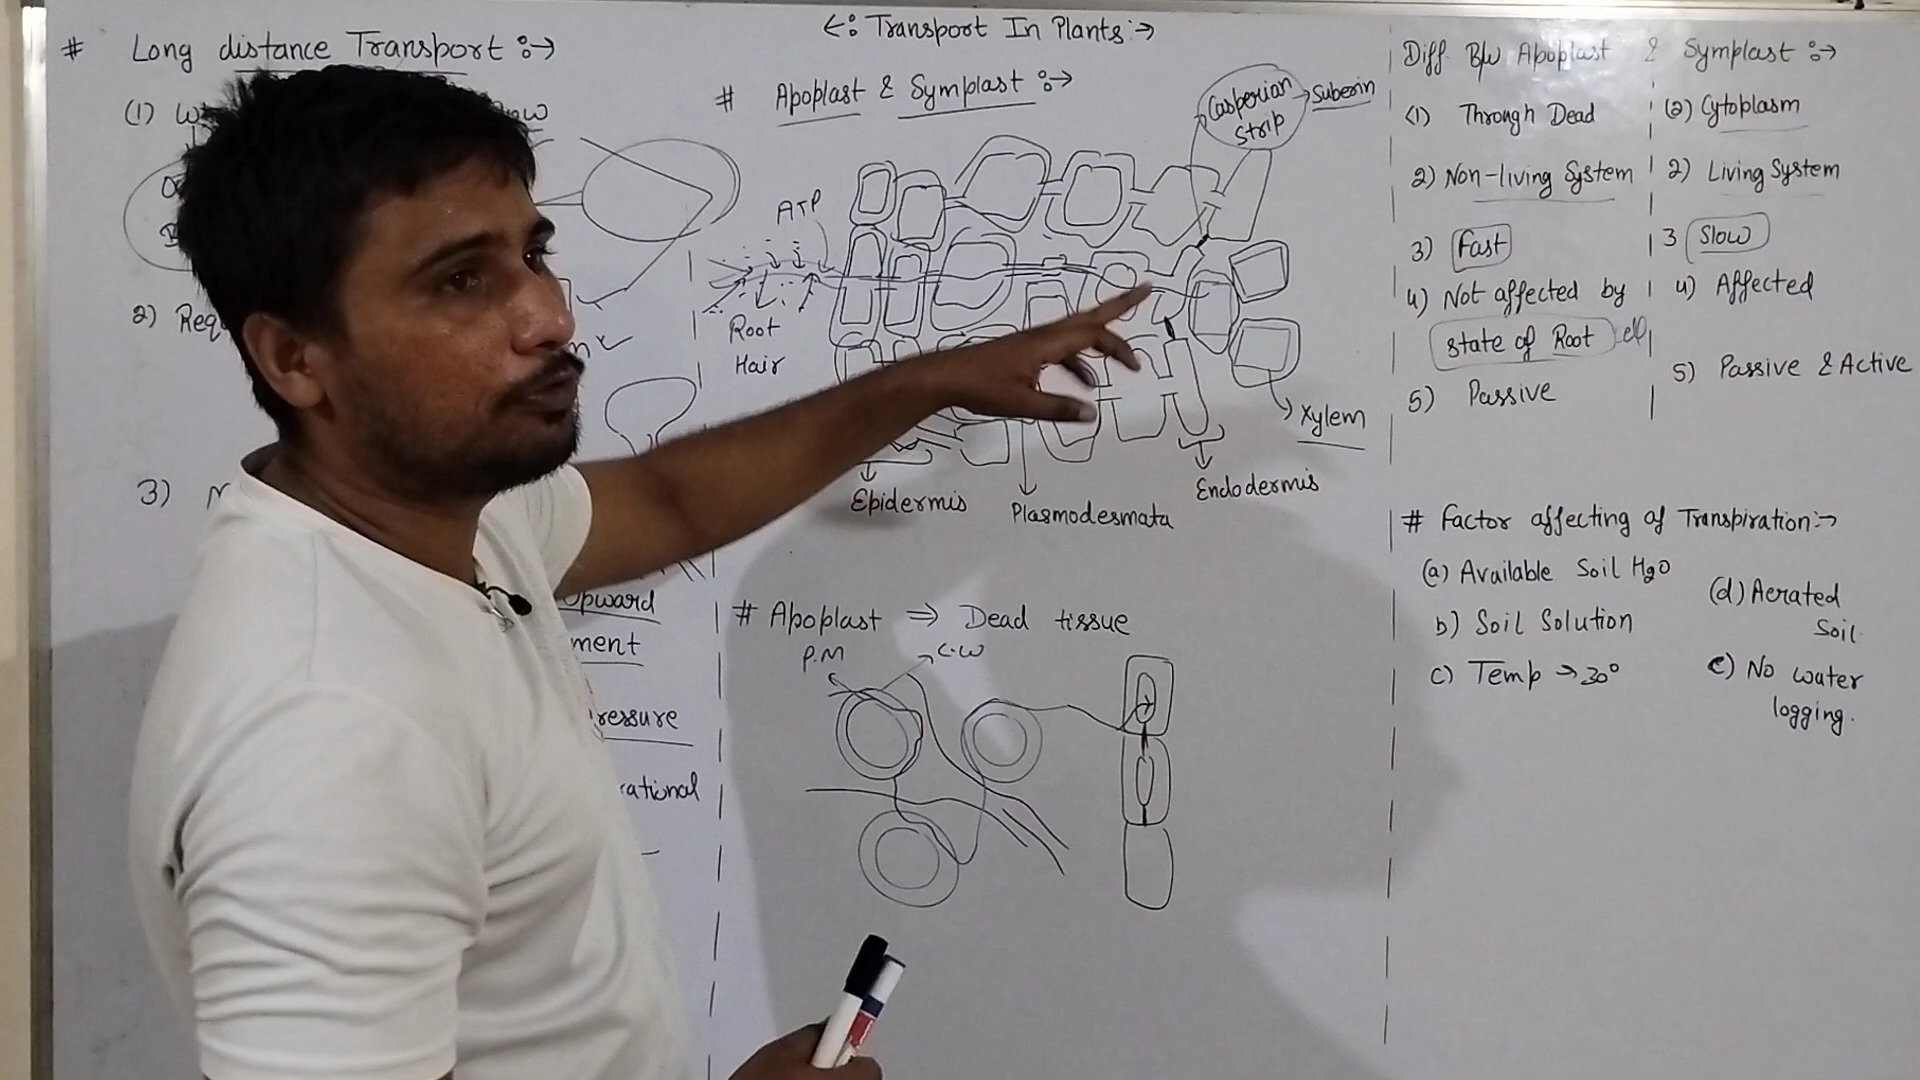 <: Transport In Plants :->
# Long distance Transport :->
(1) W
2) Req
3)
Upward
ment
ressure
rational
# Apoplast & Symplast :->
Casberian Strip → Suberin
ATP
Root
Hair
Xylem
Epidermis
Plasmodesmata
Endodermis
# Apoplast ⇒ Dead tissue
P.M
C.W
Diff. B/w Apoplast & Symplast :->
(1) Through Dead
(2) Cytoplasm
2) Non-living System
2) Living System
3) Fast
3 Slow
4) Not affected by
state of Root
4) Affected
5) Passive
5) Passive & Active
# Factor affecting of Transpiration:->
(a) Available Soil H2O
b) Soil Solution
c) Temp → 30°
(d) Aerated
Soil.
e) No water
logging.